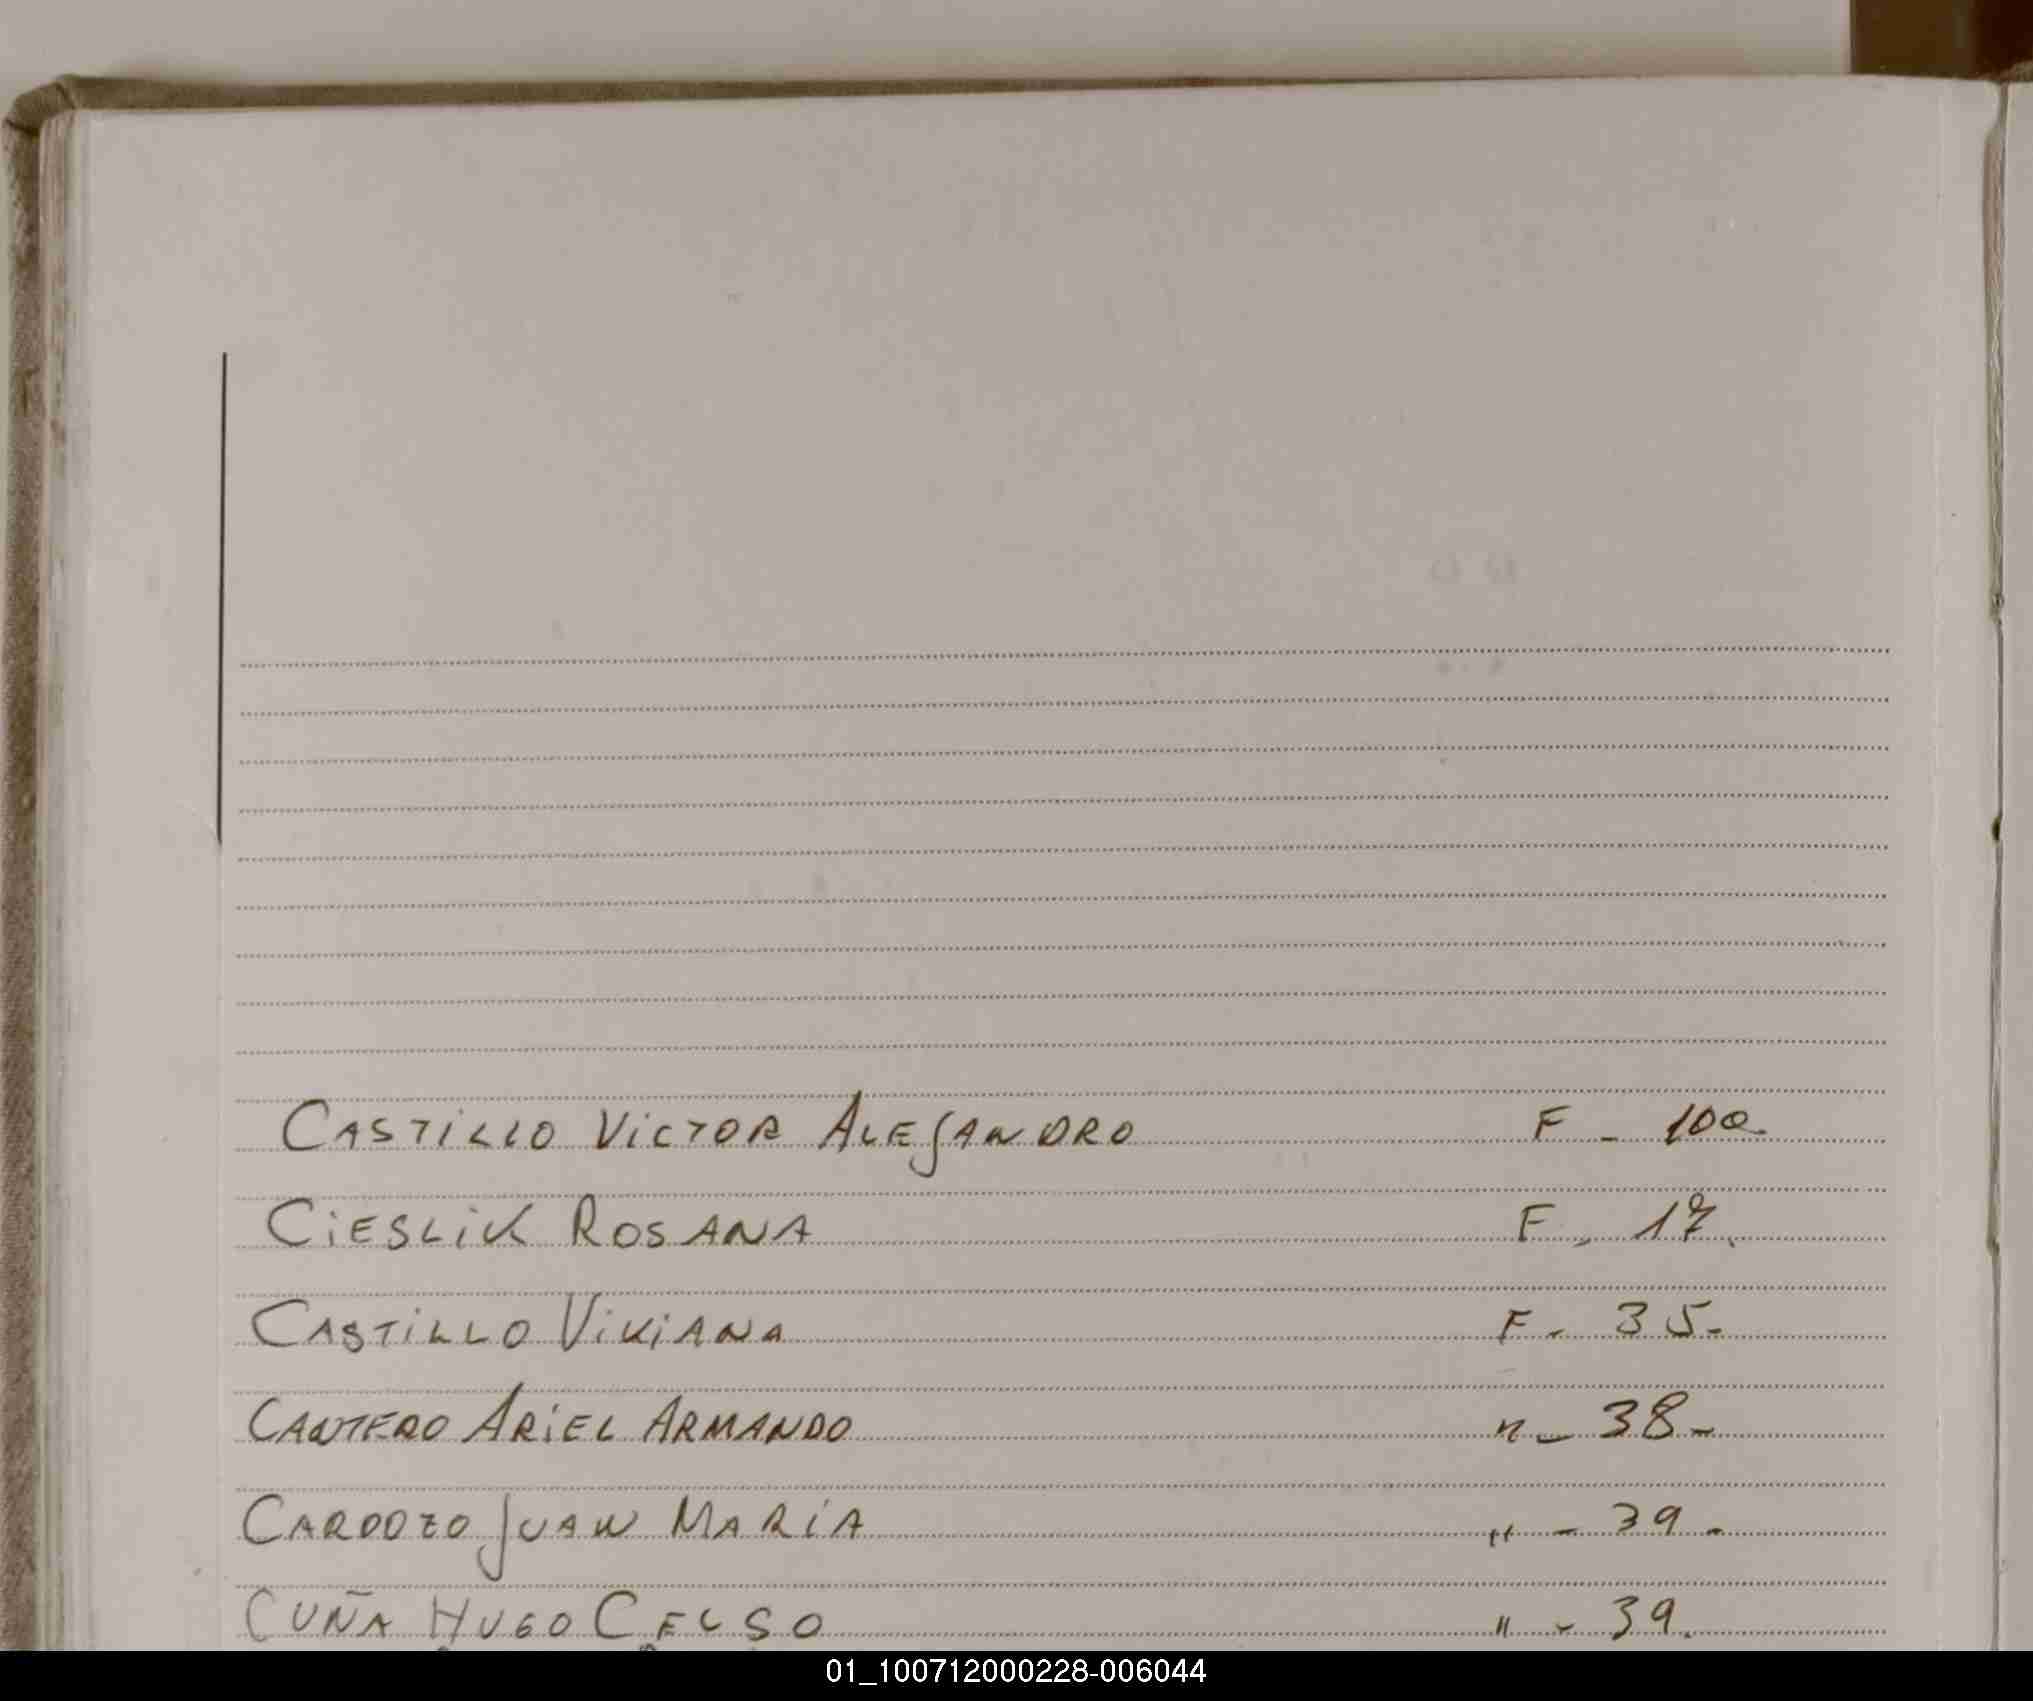 CASTILLO VICTOR ALEJANDRO F - 100
CIESLIK ROSANA F - 17.
CASTILLO VIVIANA F - 35-
CANTERO ARIEL ARMANDO " - 38-
CARDOZO JUAN MARÍA " - 39-
CUÑA HUGO CELSO " - 39.
01_100712000228-006044